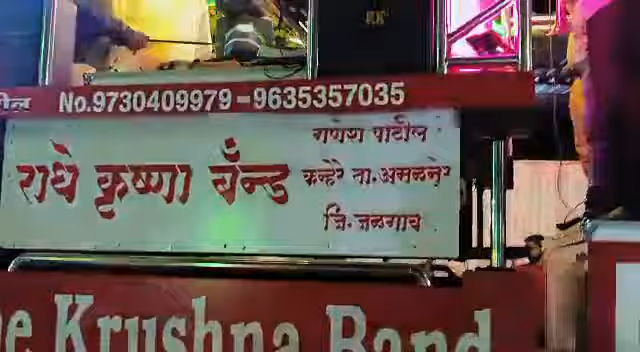 टील No.9730409979-9635357035
राधे कृष्णा बॅन्ड
गणेश पाटील
कन्हेरे ता.अमळनेर
जि.जळगाव
e Krushna Band